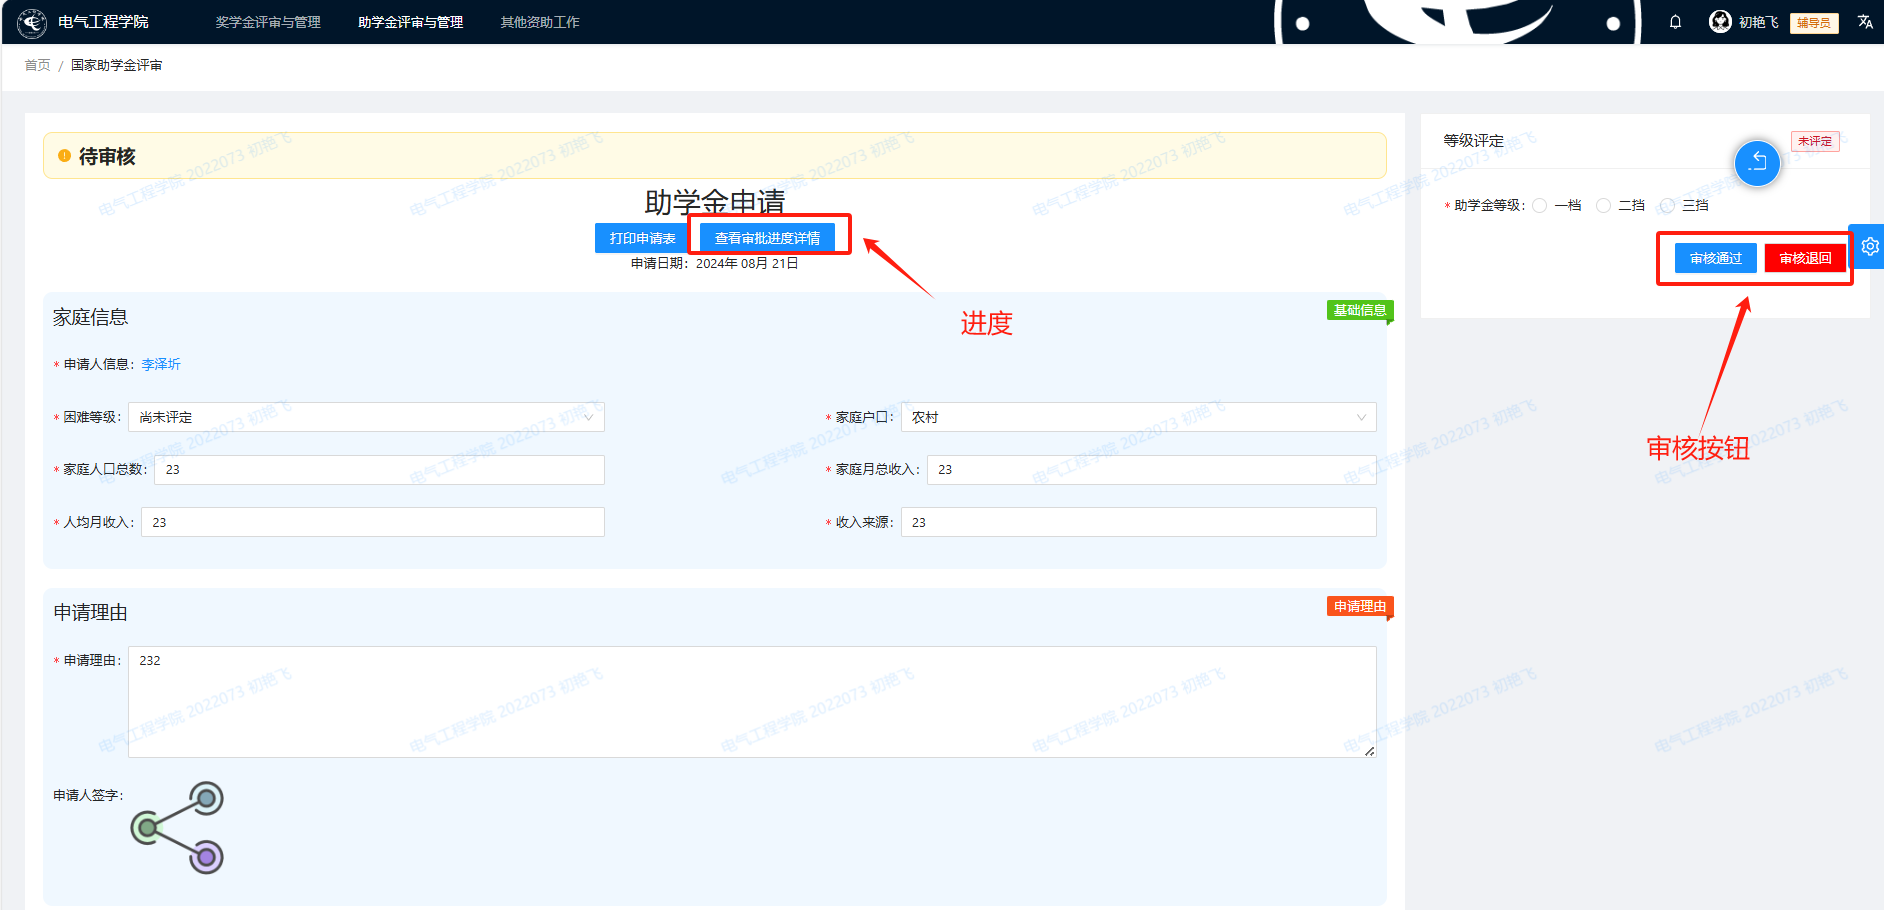 电气工程学院 奖学金评审与管理 助学金评审与管理 其他资助工作 初艳飞 辅导员
首页 / 国家助学金评审
待审核
助学金申请
打印申请表 查看审批进度详情
申请日期：2024年 08月 21日
进度
家庭信息 基础信息
* 申请人信息：李泽圻
* 困难等级：尚未评定 * 家庭户口：农村
* 家庭人口总数：23 * 家庭月总收入：23
* 人均月收入：23 * 收入来源：23
申请理由 申请理由
* 申请理由：232
申请人签字：
等级评定 未评定
* 助学金等级： 一档 二挡 三挡
审核通过 审核退回
审核按钮
电气工程学院 2022073 初艳飞